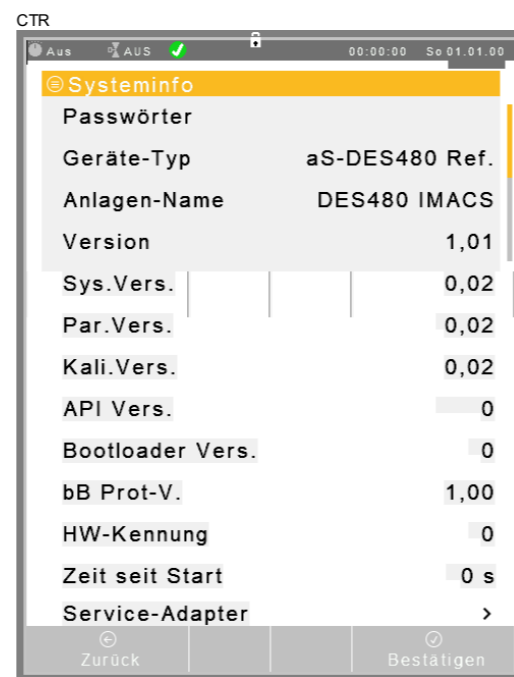 CTR
Aus AUS 00:00:00 So 01.01.00
Systeminfo
Passwörter
Geräte-Typ aS-DES480 Ref.
Anlagen-Name DES480 IMACS
Version 1,01
Sys.Vers. 0,02
Par.Vers. 0,02
Kali.Vers. 0,02
API Vers. 0
Bootloader Vers. 0
bB Prot-V. 1,00
HW-Kennung 0
Zeit seit Start 0 s
Service-Adapter >
Zurück Bestätigen